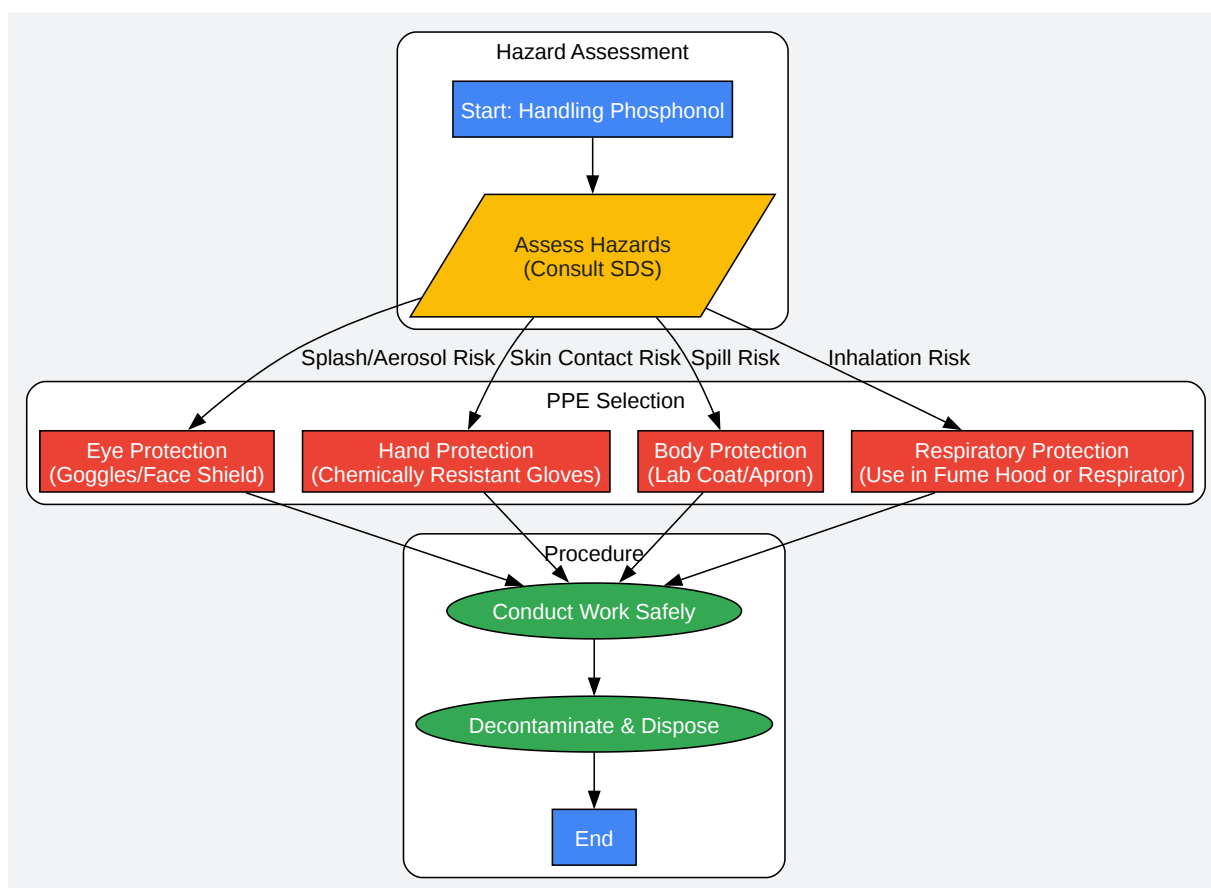 Hazard Assessment
Start: Handling Phosphonol
Assess Hazards
(Consult SDS)
Splash/Aerosol Risk
Skin Contact Risk
Spill Risk
Inhalation Risk
PPE Selection
Eye Protection
(Goggles/Face Shield)
Hand Protection
(Chemically Resistant Gloves)
Body Protection
(Lab Coat/Apron)
Respiratory Protection
(Use in Fume Hood or Respirator)
Procedure
Conduct Work Safely
Decontaminate & Dispose
End